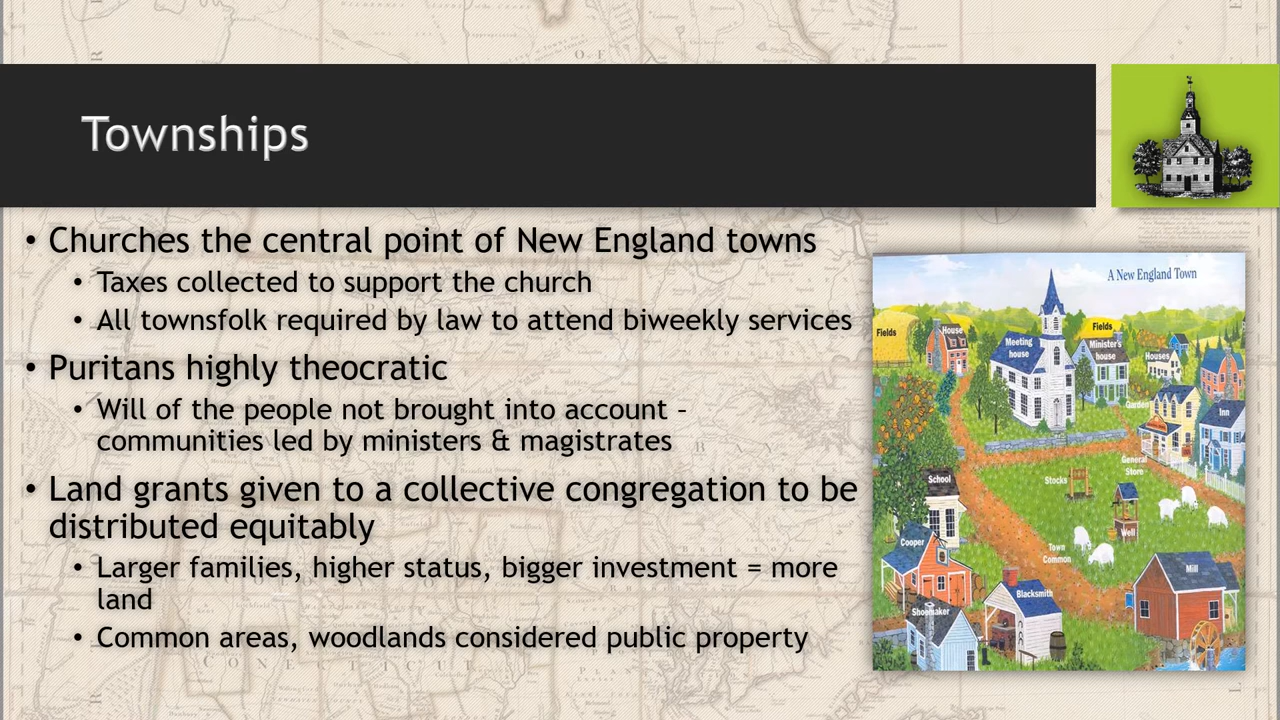 Townships
• Churches the central point of New England towns
• Taxes collected to support the church
• All townsfolk required by law to attend biweekly services
• Puritans highly theocratic
• Will of the people not brought into account –
communities led by ministers & magistrates
• Land grants given to a collective congregation to be
distributed equitably
• Larger families, higher status, bigger investment = more
land
• Common areas, woodlands considered public property
A New England Town
Fields
House
Meeting
house
Fields
Minister's
house
Houses
Garden
Inn
General
Store
Stocks
School
Well
Cooper
Town
Common
Mill
Blacksmith
Shoemaker
CONNECTICUT
OF